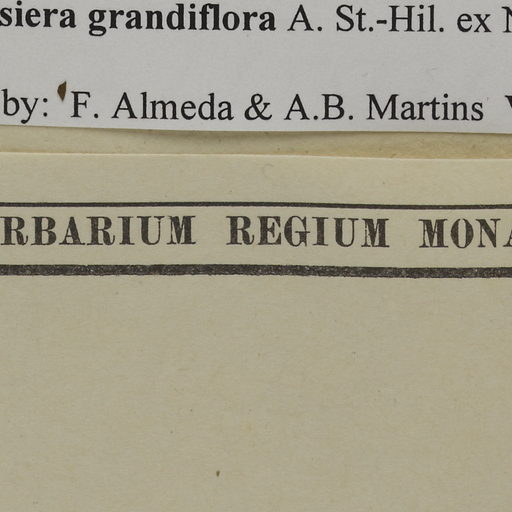 siera grandiflora A. St.-Hil. ex N
by: F. Almeda & A.B. Martins V
RBARIUM REGIUM MONA